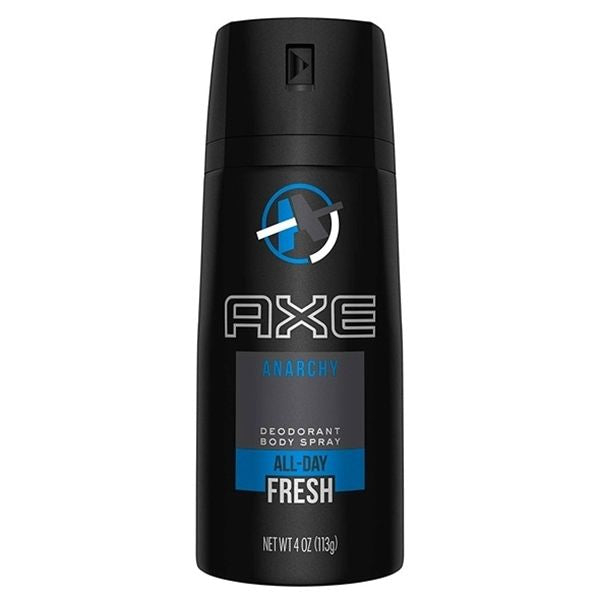 AXE
ANARCHY
DEODORANT
BODY SPRAY
ALL-DAY
FRESH
NET WT 4 OZ (113g)